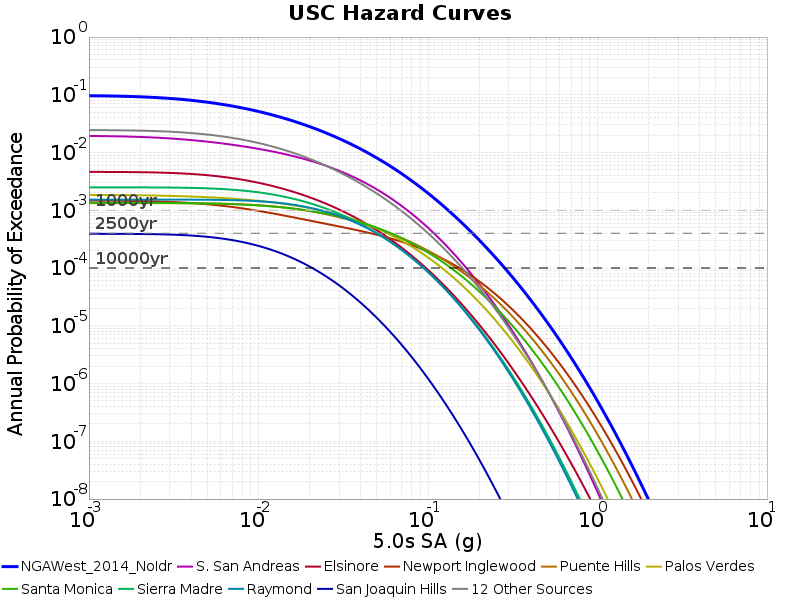 USC Hazard Curves
Annual Probability of Exceedance
10^0
10^-1
10^-2
10^-3
10^-4
10^-5
10^-6
10^-7
10^-8
1000yr
2500yr
10000yr
10^-3 10^-2 10^-1 10^0 10^1
5.0s SA (g)
NGAWest_2014_NoIdr S. San Andreas Elsinore Newport Inglewood Puente Hills Palos Verdes
Santa Monica Sierra Madre Raymond San Joaquin Hills 12 Other Sources